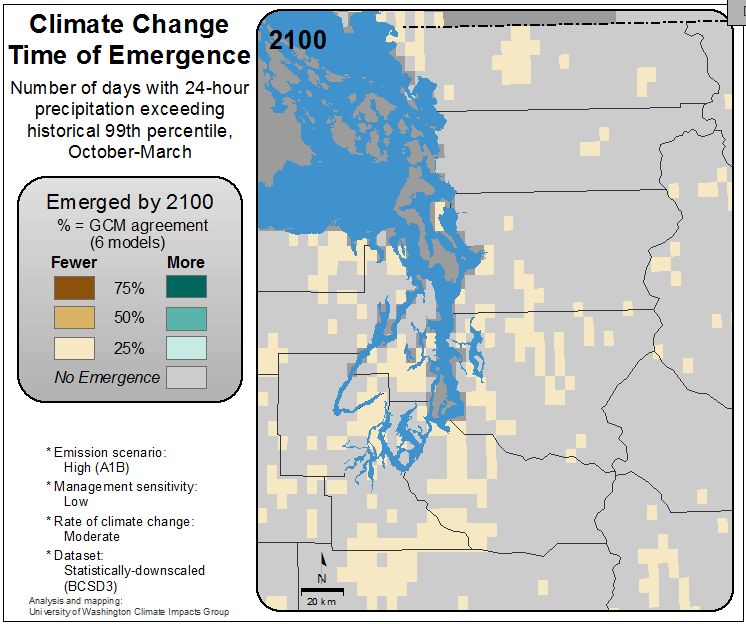 Climate Change
Time of Emergence
Number of days with 24-hour
precipitation exceeding
historical 99th percentile,
October-March
Emerged by 2100
% = GCM agreement
(6 models)
Fewer More
75%
50%
25%
No Emergence
* Emission scenario:
High (A1B)
* Management sensitivity:
Low
* Rate of climate change:
Moderate
* Dataset:
Statistically-downscaled
(BCSD3)
Analysis and mapping:
University of Washington Climate Impacts Group
2100
N
20 km